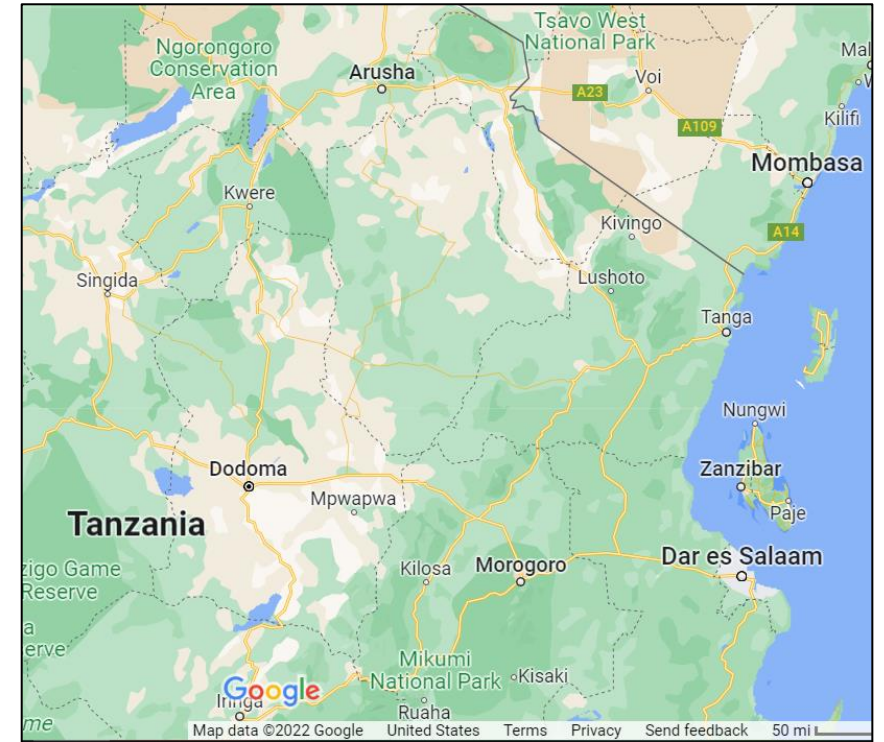 Tsavo West
National Park
Ngorongoro
Conservation
Area
Arusha
Voi
Mal
A23
Kilifi
A109
Mombasa
Kwere
Kivingo
A14
Singida
Lushoto
Tanga
Nungwi
Dodoma
Zanzibar
Mpwapwa
Paje
Tanzania
Dar es Salaam
zigo Game
Reserve
Kilosa
Morogoro
a
erve
Mikumi
National Park
Kisaki
Google
Iringa
Ruaha
me
Map data ©2022 Google United States Terms Privacy Send feedback 50 mi